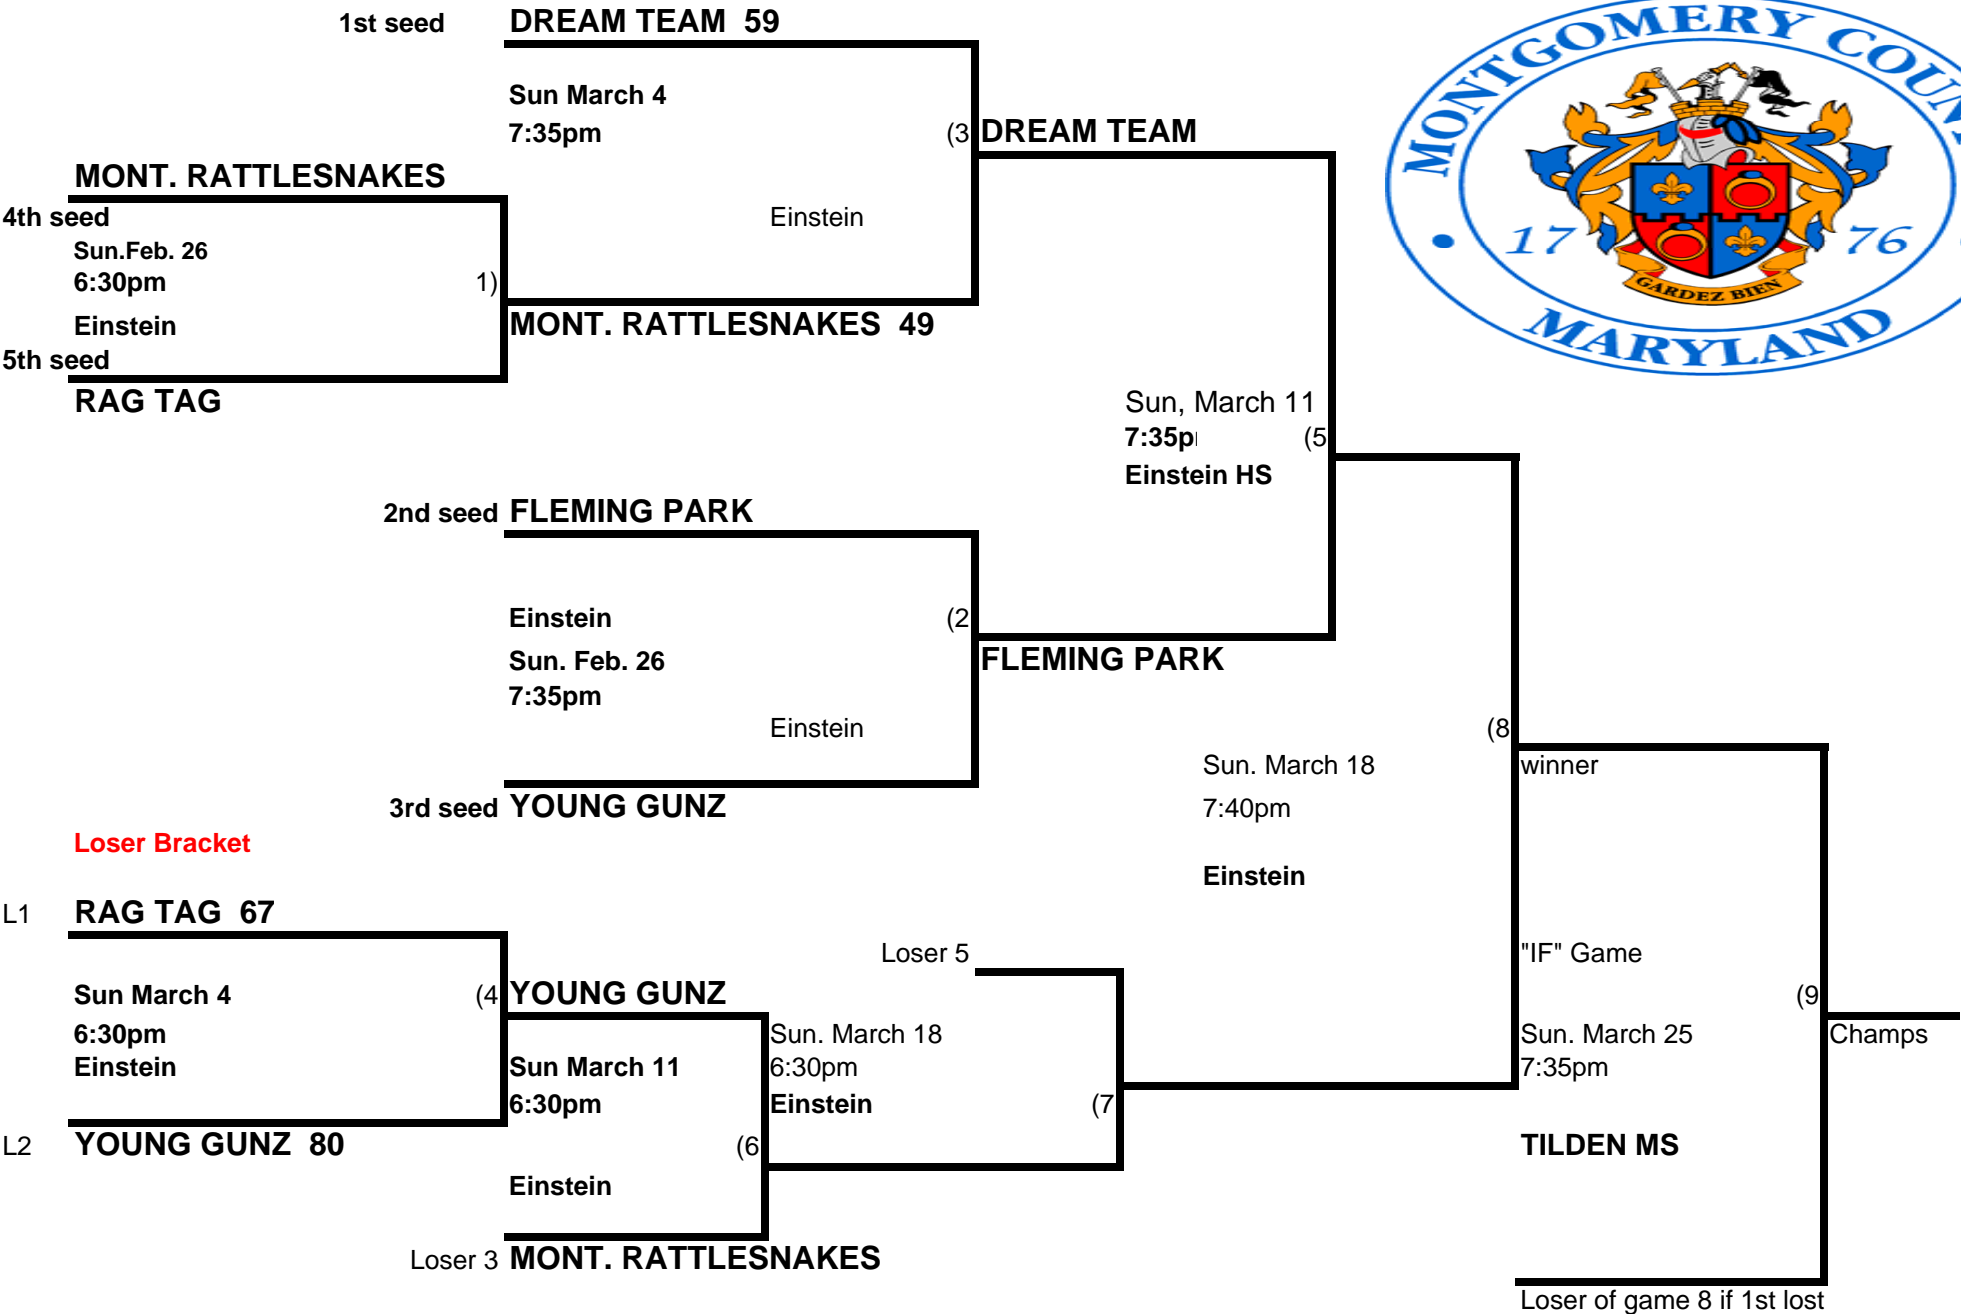 1st seed DREAM TEAM 59
Sun March 4
7:35pm
(3 DREAM TEAM
Einstein
MONT. RATTLESNAKES
4th seed
Sun.Feb. 26
6:30pm
1)
Einstein
MONT. RATTLESNAKES 49
5th seed
RAG TAG
MONTGOMERY
17 76
GARDEZ BIEN
MARYLAND
Sun, March 11
(5
Einstein HS
2nd seed FLEMING PARK
Einstein
(2
Sun. Feb. 26
7:35pm
FLEMING PARK
Einstein
3rd seed YOUNG GUNZ
(8
Sun. March 18
7:40pm
Einstein
winner
Loser Bracket
L1 RAG TAG 67
Sun March 4
6:30pm
Einstein
(4 YOUNG GUNZ
L2 YOUNG GUNZ 80
Sun March 11
6:30pm
(6
Einstein
Loser 3 MONT. RATTLESNAKES
Loser 5
Sun. March 18
6:30pm
Einstein
(7
"IF" Game
(9
Sun. March 25
7:35pm
Champs
TILDEN MS
Loser of game 8 if 1st lost